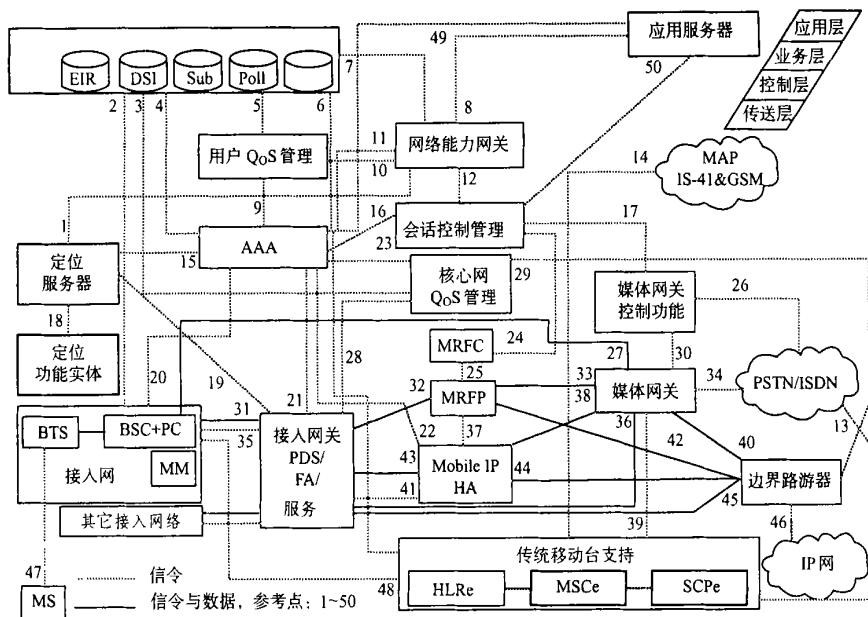 应用服务器
应用层
业务层
控制层
传送层
EIR
DSI
Sub
Poll
49
50
7
8
2
3
4
5
6
用户 QoS 管理
11
10
网络能力网关
12
14
MAP
IS-41&GSM
9
1
16
23
会话控制管理
17
定位
服务器
15
AAA
核心网
QoS 管理
29
媒体网关
控制功能
26
18
定位
功能实体
20
19
21
28
MRFC
24
25
27
30
BTS
BSC+PC
MM
接入网
31
35
接入网关
PDS/
FA/
服务
32
MRFP
33
38
媒体网关
34
PSTN/ISDN
13
22
37
36
43
41
Mobile IP
HA
44
42
40
45
边界路游器
46
IP 网
其它接入网络
39
47
MS
信令
信令与数据，参考点：1~50
传统移动台支持
48
HLRe
MSCe
SCPe